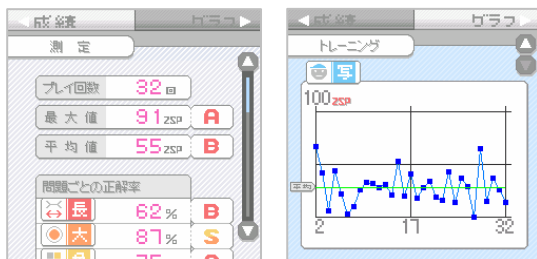 成績
グラフ
測定
プレイ回数 32回
最大値 91zsp A
平均値 55zsp B
問題ごとの正解率
長 62% B
大 87% S
成績
グラフ
トレーニング
写
100zsp
平均
2 17 32